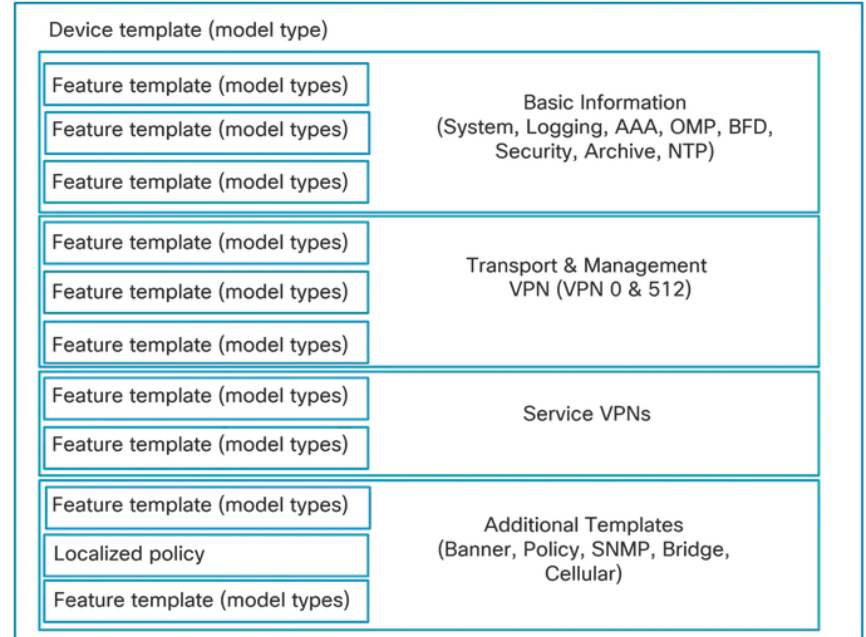 Device template (model type)
Feature template (model types)
Feature template (model types)
Feature template (model types)
Basic Information
(System, Logging, AAA, OMP, BFD,
Security, Archive, NTP)
Feature template (model types)
Feature template (model types)
Feature template (model types)
Transport & Management
VPN (VPN 0 & 512)
Feature template (model types)
Feature template (model types)
Service VPNs
Feature template (model types)
Localized policy
Feature template (model types)
Additional Templates
(Banner, Policy, SNMP, Bridge,
Cellular)